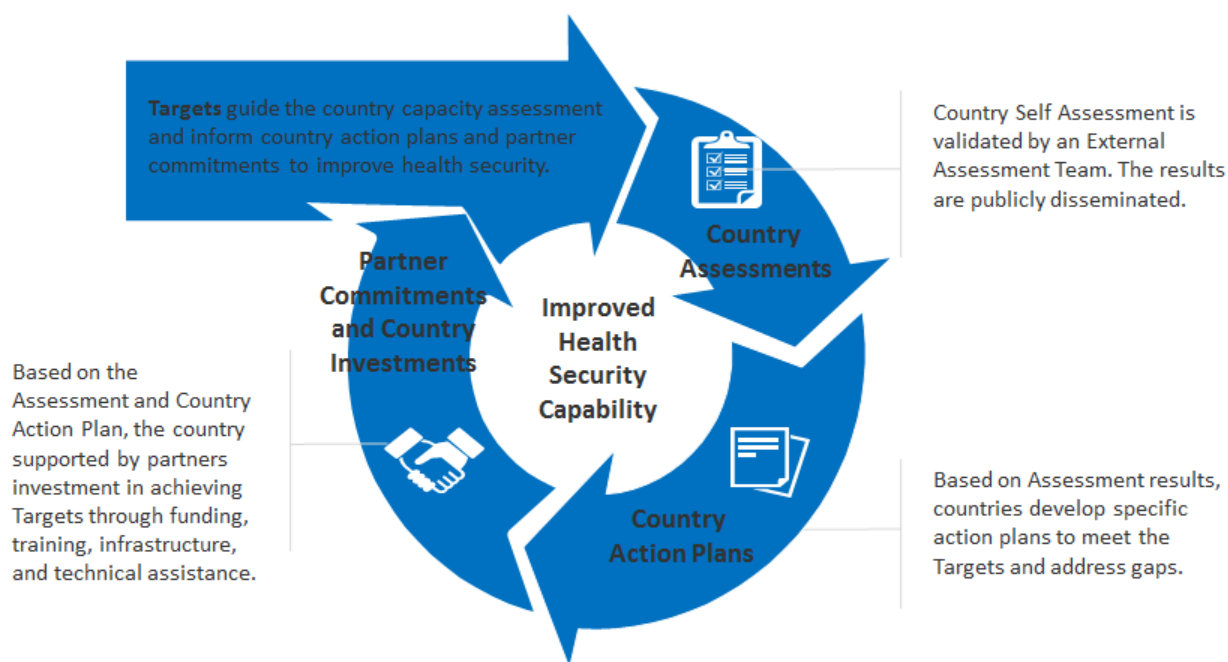 Targets guide the country capacity assessment
and inform country action plans and partner
commitments to improve health security.
Country Self Assessment is
validated by an External
Assessment Team. The results
are publicly disseminated.
Country
Assessments
Partner
Commitments
and Country
Investments
Improved
Health
Security
Capability
Based on the
Assessment and Country
Action Plan, the country
supported by partners
investment in achieving
Targets through funding,
training, infrastructure,
and technical assistance.
Country
Action Plans
Based on Assessment results,
countries develop specific
action plans to meet the
Targets and address gaps.